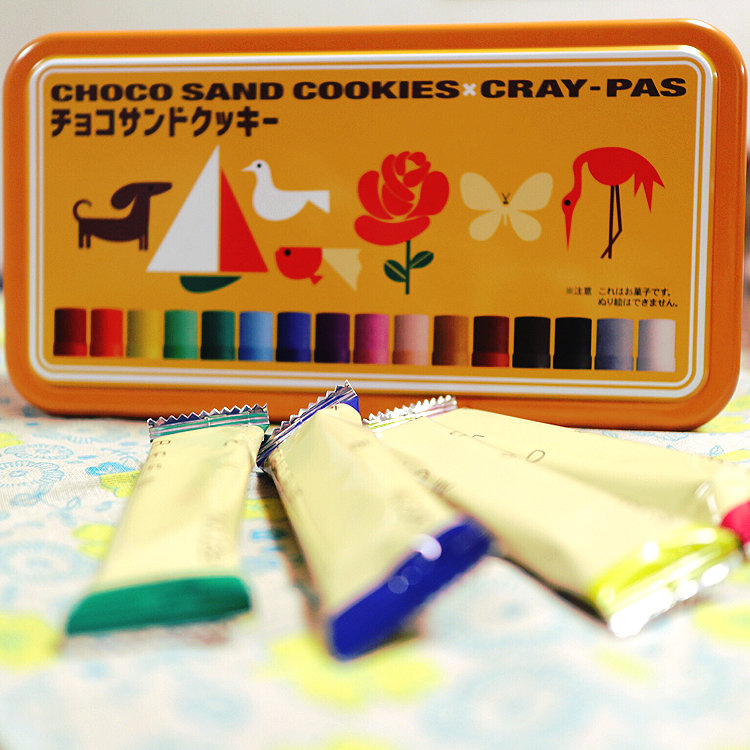 CHOCO SAND COOKIES×CRAY-PAS
チョコサンドクッキー
※注意 これはお菓子です。
ぬり絵はできません。